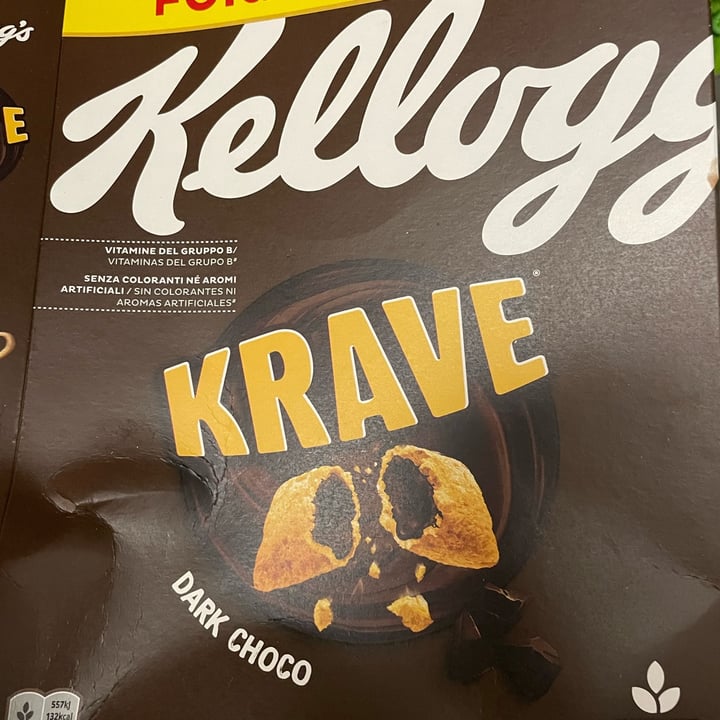 Kellogg
VITAMINE DEL GRUPPO B/
VITAMINAS DEL GRUPO B#
SENZA COLORANTI NÉ AROMI
ARTIFICIALI / SIN COLORANTES NI
AROMAS ARTIFICIALES#
KRAVE®
DARK CHOCO
557kJ
132kcal
g's
E